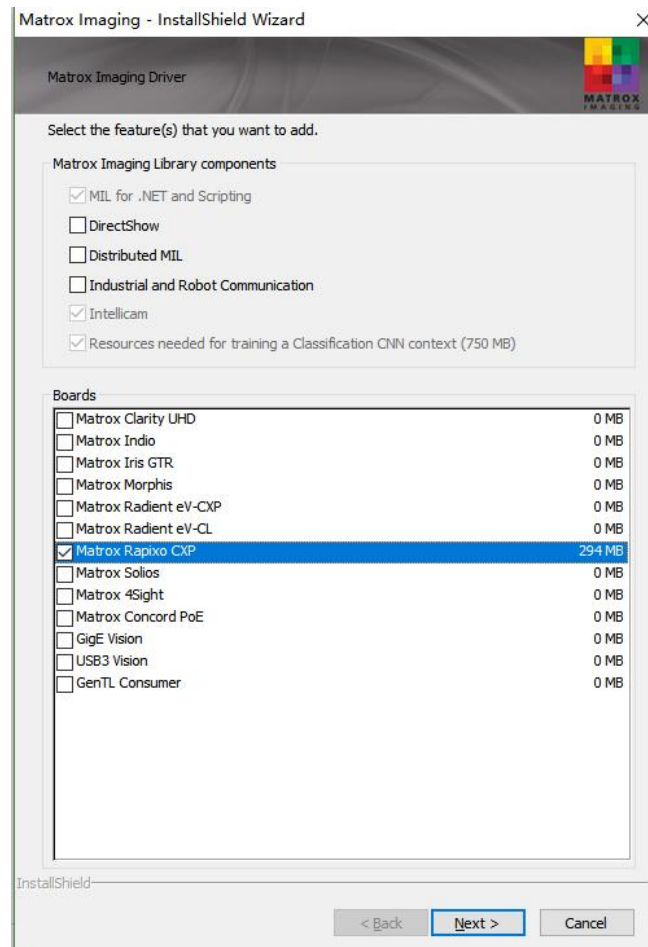 Matrox Imaging - InstallShield Wizard
Matrox Imaging Driver
MATROX
IMAGING
Select the feature(s) that you want to add.
Matrox Imaging Library components
MIL for .NET and Scripting
DirectShow
Distributed MIL
Industrial and Robot Communication
Intellicam
Resources needed for training a Classification CNN context (750 MB)
Boards
Matrox Clarity UHD 0 MB
Matrox Indio 0 MB
Matrox Iris GTR 0 MB
Matrox Morphis 0 MB
Matrox Radient eV-CXP 0 MB
Matrox Radient eV-CL 0 MB
Matrox Rapixo CXP 294 MB
Matrox Solios 0 MB
Matrox 4Sight 0 MB
Matrox Concord PoE 0 MB
GigE Vision 0 MB
USB3 Vision 0 MB
GenTL Consumer 0 MB
InstallShield
< Back Next > Cancel